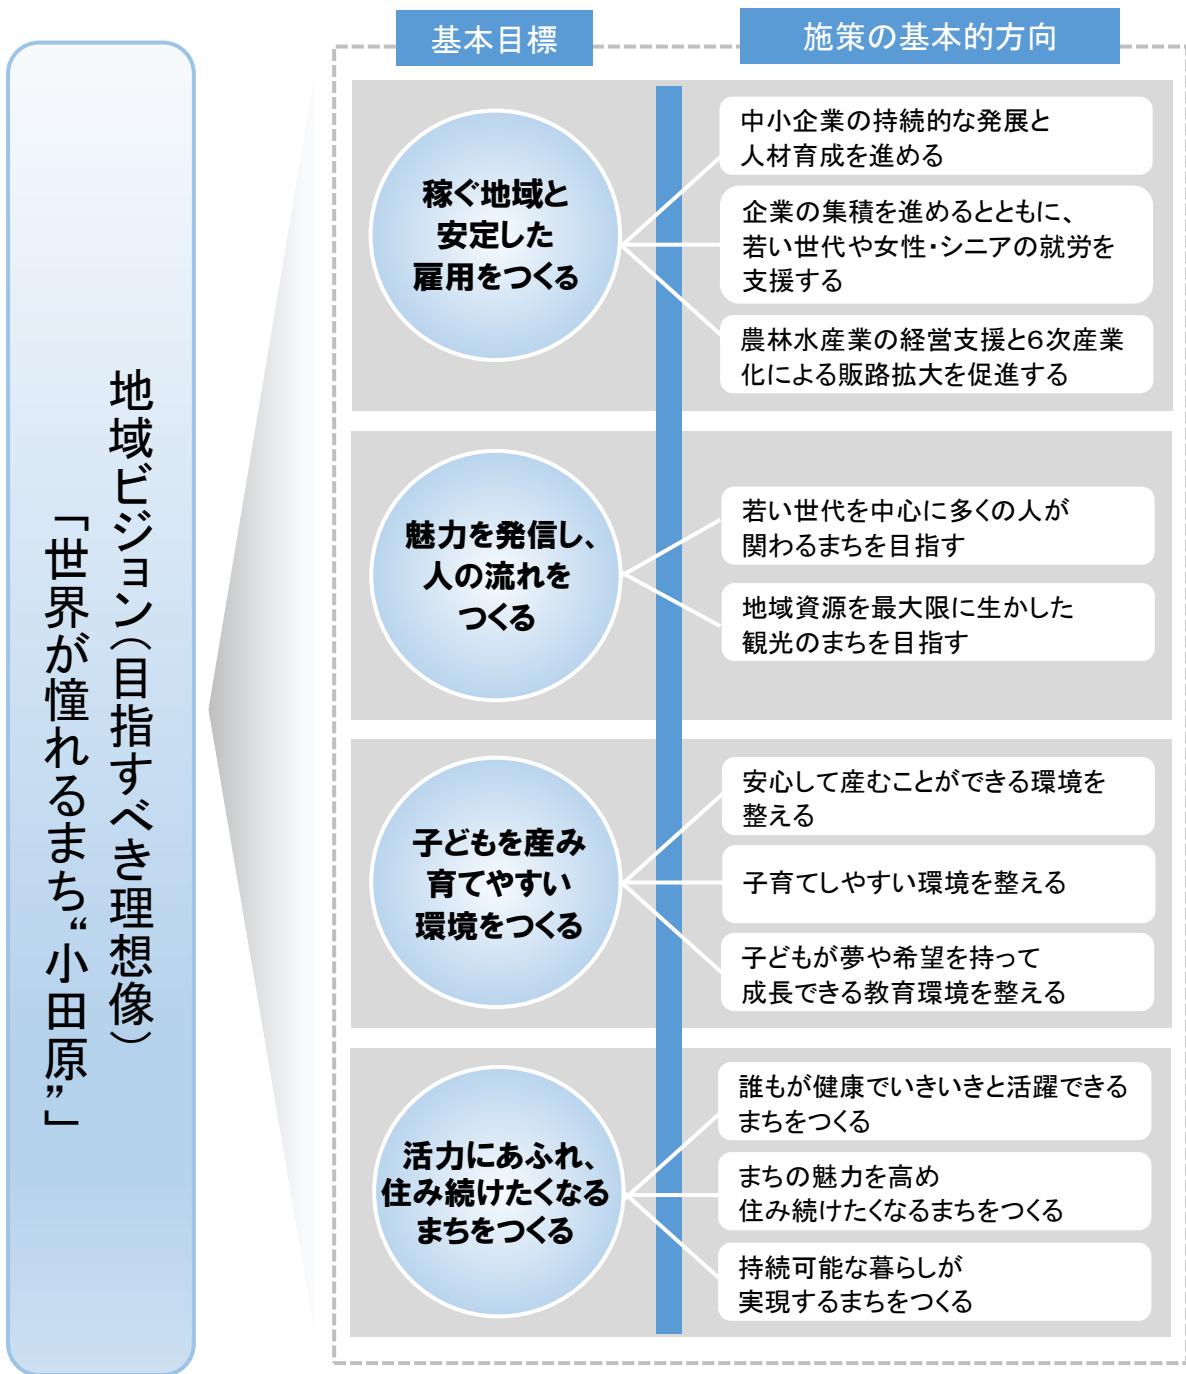 地域ビジョン（目指すべき理想像）
「世界が憧れるまち“小田原”」
基本目標
施策の基本的方向
稼ぐ地域と
安定した
雇用をつくる
中小企業の持続的な発展と
人材育成を進める
企業の集積を進めるとともに、
若い世代や女性・シニアの就労を
支援する
農林水産業の経営支援と６次産業
化による販路拡大を促進する
魅力を発信し、
人の流れを
つくる
若い世代を中心に多くの人が
関わるまちを目指す
地域資源を最大限に生かした
観光のまちを目指す
子どもを産み
育てやすい
環境をつくる
安心して産むことができる環境を
整える
子育てしやすい環境を整える
子どもが夢や希望を持って
成長できる教育環境を整える
活力にあふれ、
住み続けたくなる
まちをつくる
誰もが健康でいきいきと活躍できる
まちをつくる
まちの魅力を高め
住み続けたくなるまちをつくる
持続可能な暮らしが
実現するまちをつくる